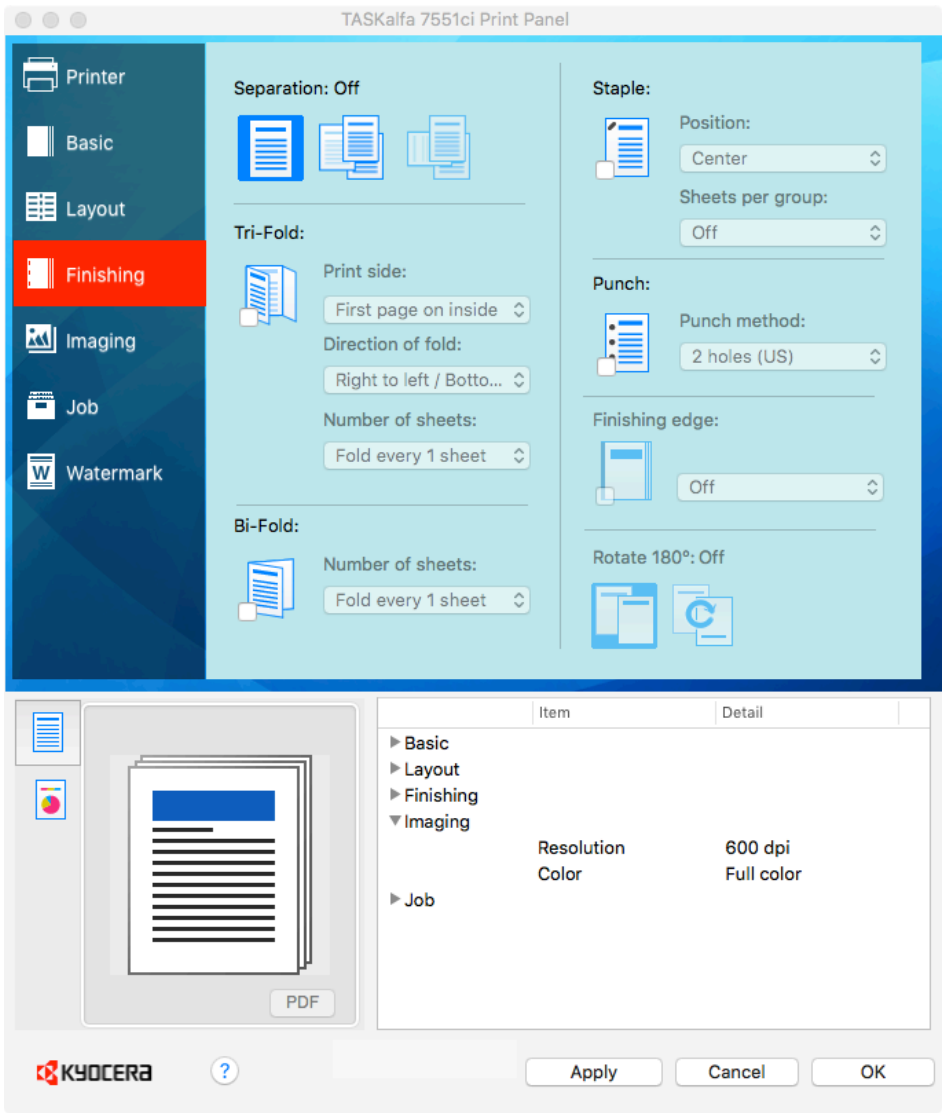 TASKalfa 7551ci Print Panel
Printer
Basic
Layout
Finishing
Imaging
Job
W Watermark
Separation: Off
Tri-Fold:
Print side:
First page on inside
Direction of fold:
Right to left / Botto...
Number of sheets:
Fold every 1 sheet
Bi-Fold:
Number of sheets:
Fold every 1 sheet
Staple:
Position:
Center
Sheets per group:
Off
Punch:
Punch method:
2 holes (US)
Finishing edge:
Off
Rotate 180°: Off
PDF
Item Detail
Basic
Layout
Finishing
Imaging
Resolution 600 dpi
Color Full color
Job
KYOCERA
?
Apply Cancel OK